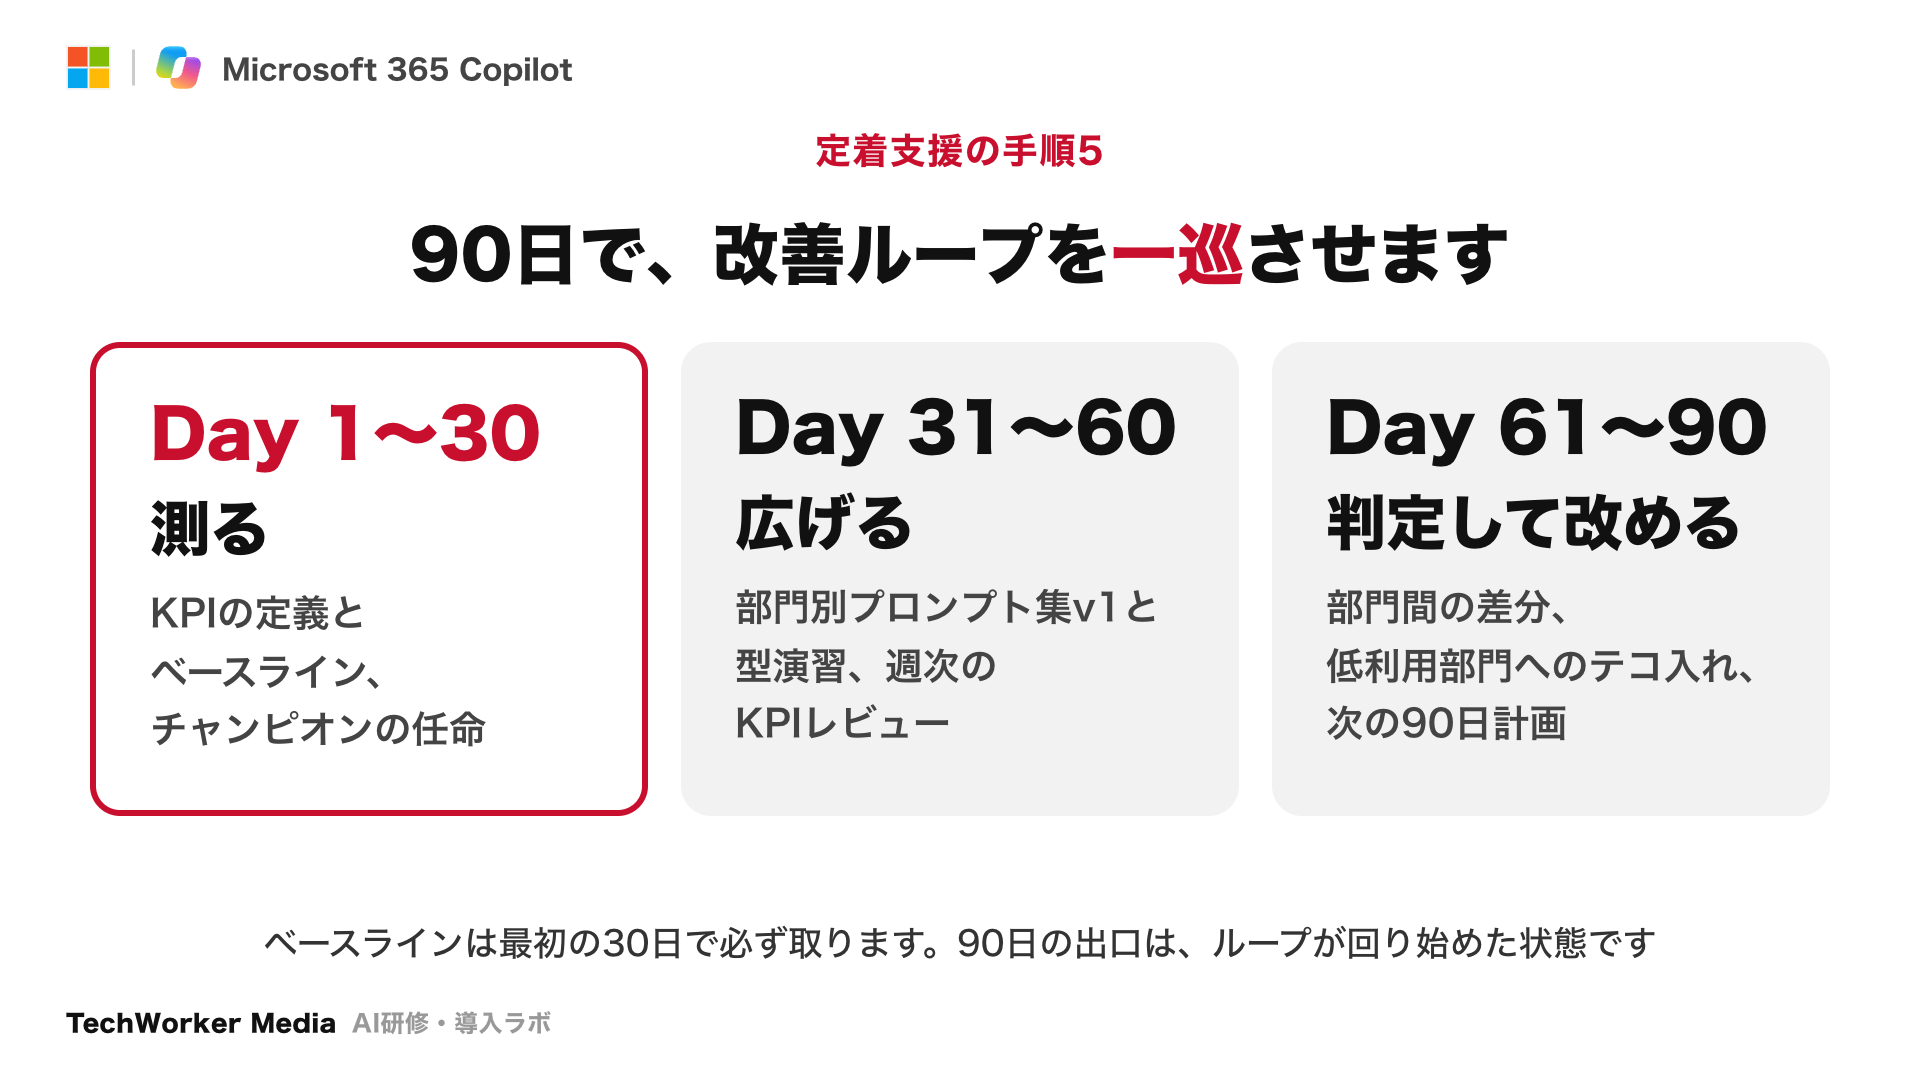 Microsoft 365 Copilot
定着支援の手順5
90日で、改善ループを一巡させます
Day 1〜30
測る
KPIの定義と
ベースライン、
チャンピオンの任命
Day 31〜60
広げる
部門別プロンプト集v1と
型演習、週次の
KPIレビュー
Day 61〜90
判定して改める
部門間の差分、
低利用部門へのテコ入れ、
次の90日計画
ベースラインは最初の30日で必ず取ります。90日の出口は、ループが回り始めた状態です
TechWorker Media AI研修・導入ラボ